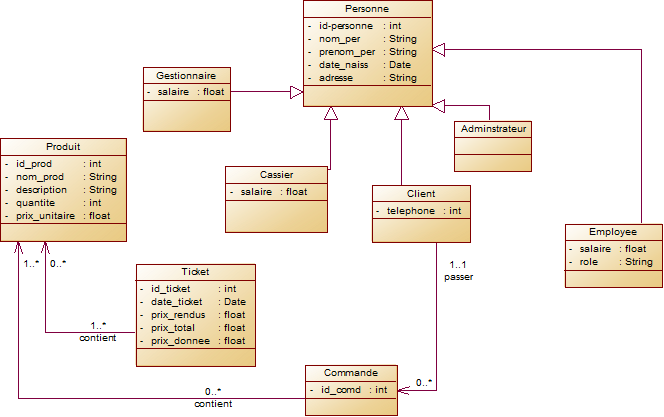 Personne
- id-personne : int
- nom_per : String
- prenom_per : String
- date_naiss : Date
- adresse : String
Gestionnaire
- salaire : float
Adminstrateur
Produit
- id_prod : int
- nom_prod : String
- description : String
- quantite : int
- prix_unitaire : float
Cassier
- salaire : float
Client
- telephone : int
Employee
- salaire : float
- role : String
1..*
0..*
1..1
passer
Ticket
- id_ticket : int
- date_ticket : Date
- prix_rendus : float
- prix_total : float
- prix_donnee : float
1..*
contient
Commande
- id_comd : int
0..*
0..*
contient